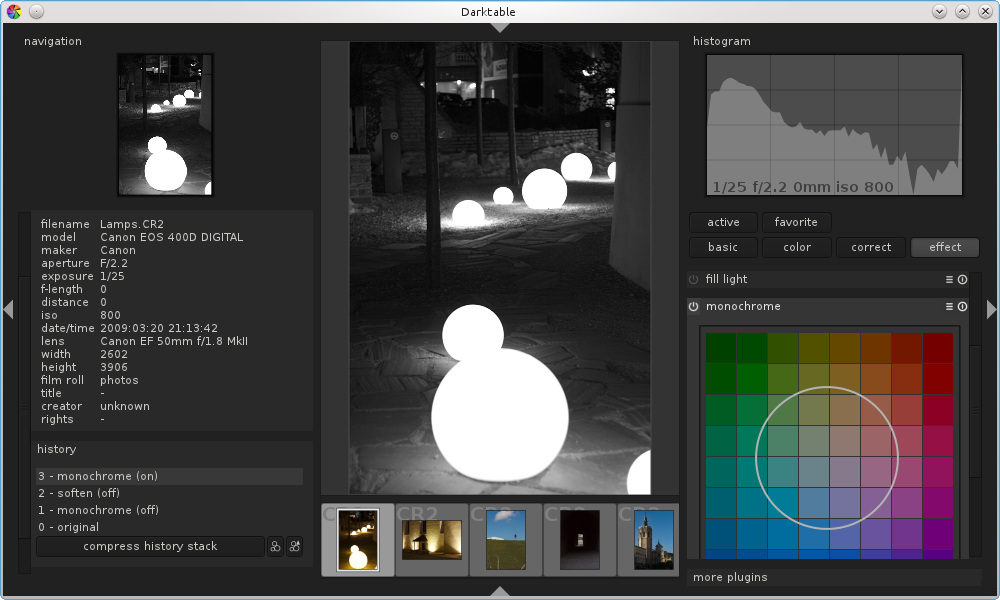 Darktable
navigation
filename Lamps.CR2
model Canon EOS 400D DIGITAL
maker Canon
aperture F/2.2
exposure 1/25
f-length 0
distance 0
iso 800
date/time 2009:03:20 21:13:42
lens Canon EF 50mm f/1.8 MkII
width 2602
height 3906
film roll photos
title -
creator unknown
rights -
history
3 - monochrome (on)
2 - soften (off)
1 - monochrome (off)
0 - original
compress history stack
CR2
histogram
1/25 f/2.2 0mm iso 800
active favorite
basic color correct effect
fill light
monochrome
more plugins